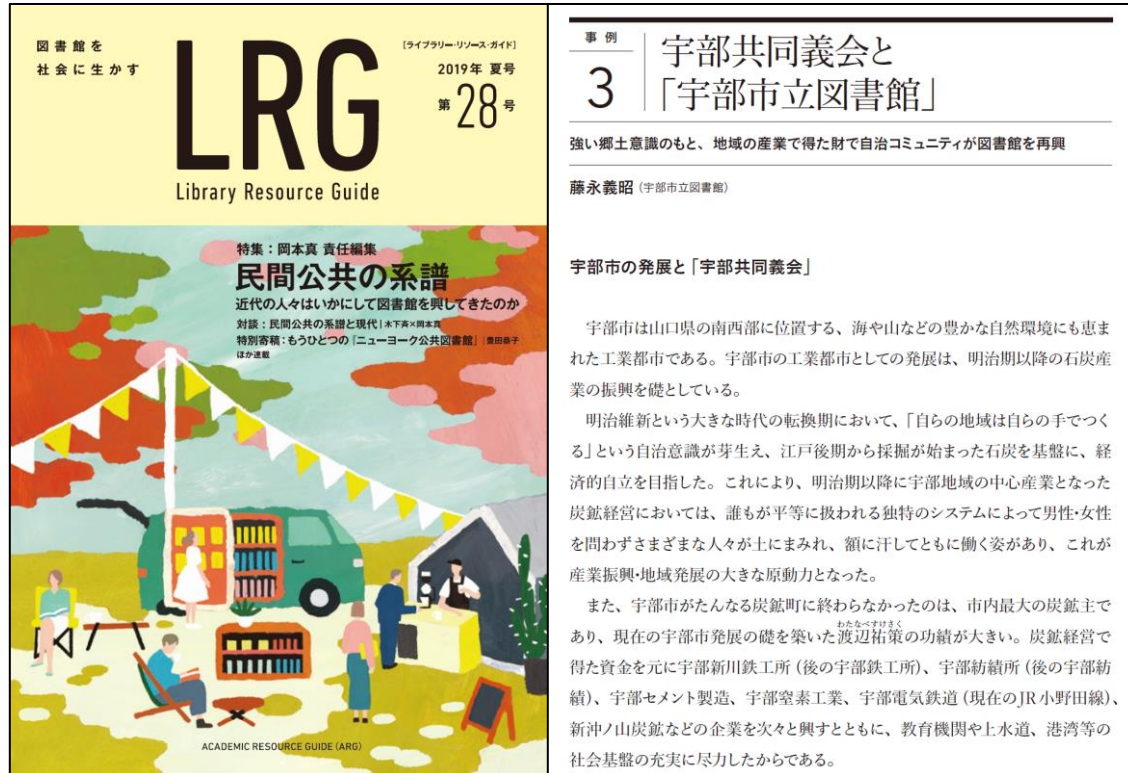 図書館を
社会に生かす
LRG
Library Resource Guide
[ライブラリー・リソース・ガイド]
2019年 夏号
第28号
特集：岡本真 責任編集
民間公共の系譜
近代の人々はいかにして図書館を興してきたのか
対談：民間公共の系譜と現代｜木下斉×岡本真
特別寄稿：もうひとつの『ニューヨーク公共図書館』｜豊田恭子
ほか連載
ACADEMIC RESOURCE GUIDE (ARG)
事例
3
宇部共同義会と
「宇部市立図書館」
強い郷土意識のもと、地域の産業で得た財で自治コミュニティが図書館を再興
藤永義昭（宇部市立図書館）
宇部市の発展と「宇部共同義会」
宇部市は山口県の南西部に位置する、海や山などの豊かな自然環境にも恵ま
れた工業都市である。宇部市の工業都市としての発展は、明治期以降の石炭産
業の振興を礎としている。
明治維新という大きな時代の転換期において、「自らの地域は自らの手でつく
る」という自治意識が芽生え、江戸後期から採掘が始まった石炭を基盤に、経
済的自立を目指した。これにより、明治期以降に宇部地域の中心産業となった
炭鉱経営においては、誰もが平等に扱われる独特のシステムによって男性・女性
を問わずさまざまな人々が土にまみれ、額に汗してともに働く姿があり、これが
産業振興・地域発展の大きな原動力となった。
また、宇部市がたんなる炭鉱町に終わらなかったのは、市内最大の炭鉱主で
わたなべすけさく
あり、現在の宇部市発展の礎を築いた渡辺祐策の功績が大きい。炭鉱経営で
得た資金を元に宇部新川鉄工所（後の宇部鉄工所）、宇部紡績所（後の宇部紡
績）、宇部セメント製造、宇部窒素工業、宇部電気鉄道（現在のJR小野田線）、
新沖ノ山炭鉱などの企業を次々と興すとともに、教育機関や上水道、港湾等の
社会基盤の充実に尽力したからである。